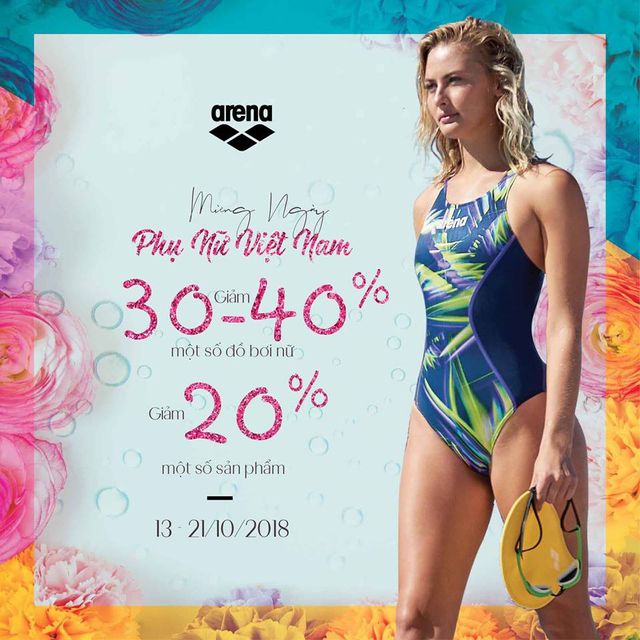 arena
Mừng Ngày
Phụ Nữ Việt Nam
Giảm
30-40%
một số đồ bơi nữ
Giảm 20%
một số sản phẩm
13 - 21/10/2018
arena